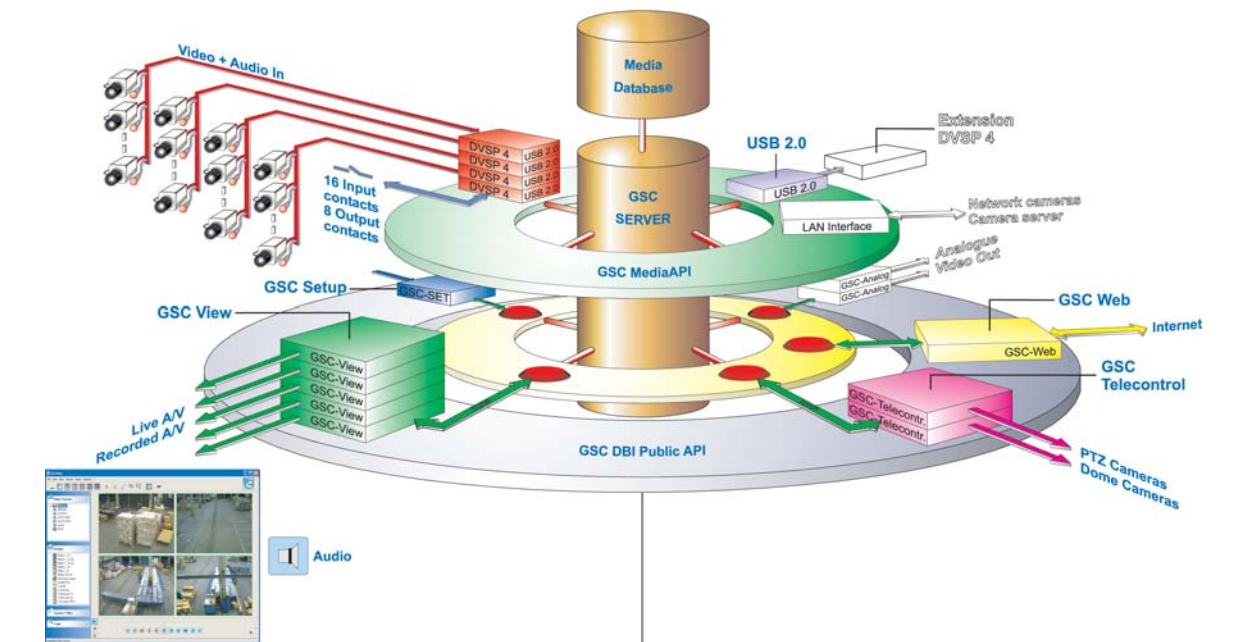 Video + Audio In
Media
Database
Extension
DVSP 4
USB 2.0
DVSP 4 USB 2.0
DVSP 4 USB 2.0
DVSP 4 USB 2.0
DVSP 4 USB 2.0
USB 2.0
16 Input
contacts
8 Output
contacts
GSC
SERVER
LAN Interface
Network cameras
Camera server
GSC MediaAPI
Analogue
Video Out
GSC-Analog
GSC-Analog
GSC Setup
GSC-SET
GSC View
GSC Web
Internet
GSC-Web
GSC-View
GSC-View
GSC-View
GSC-View
GSC-View
GSC
Telecontrol
GSC-Telecontr.
GSC-Telecontr.
Live A/V
Recorded A/V
GSC DBI Public API
PTZ Cameras
Dome Cameras
Audio